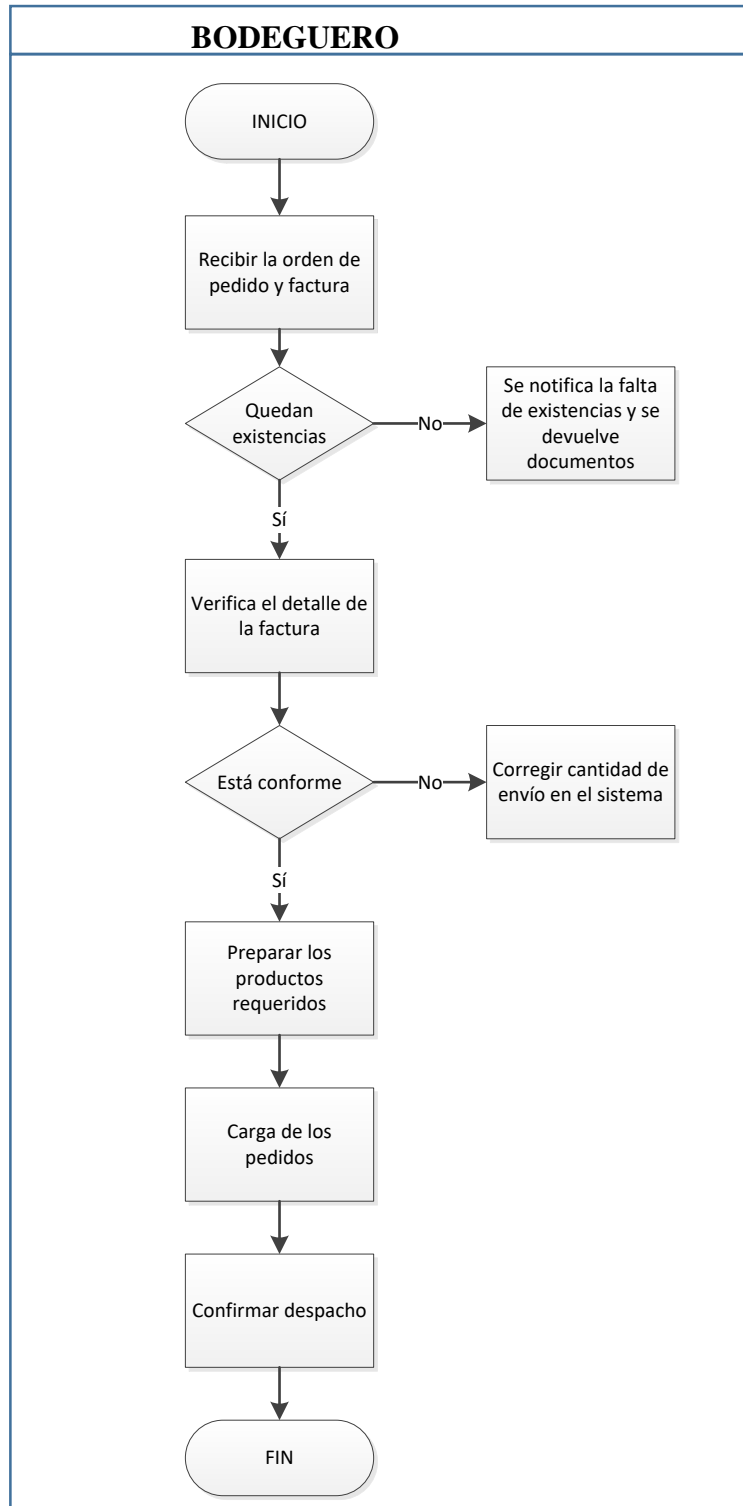 BODEGUERO
INICIO
Recibir la orden de
pedido y factura
Quedan
existencias
No
Se notifica la falta
de existencias y se
devuelve
documentos
Sí
Verifica el detalle de
la factura
Está conforme
No
Corregir cantidad de
envío en el sistema
Sí
Preparar los
productos
requeridos
Carga de los
pedidos
Confirmar despacho
FIN